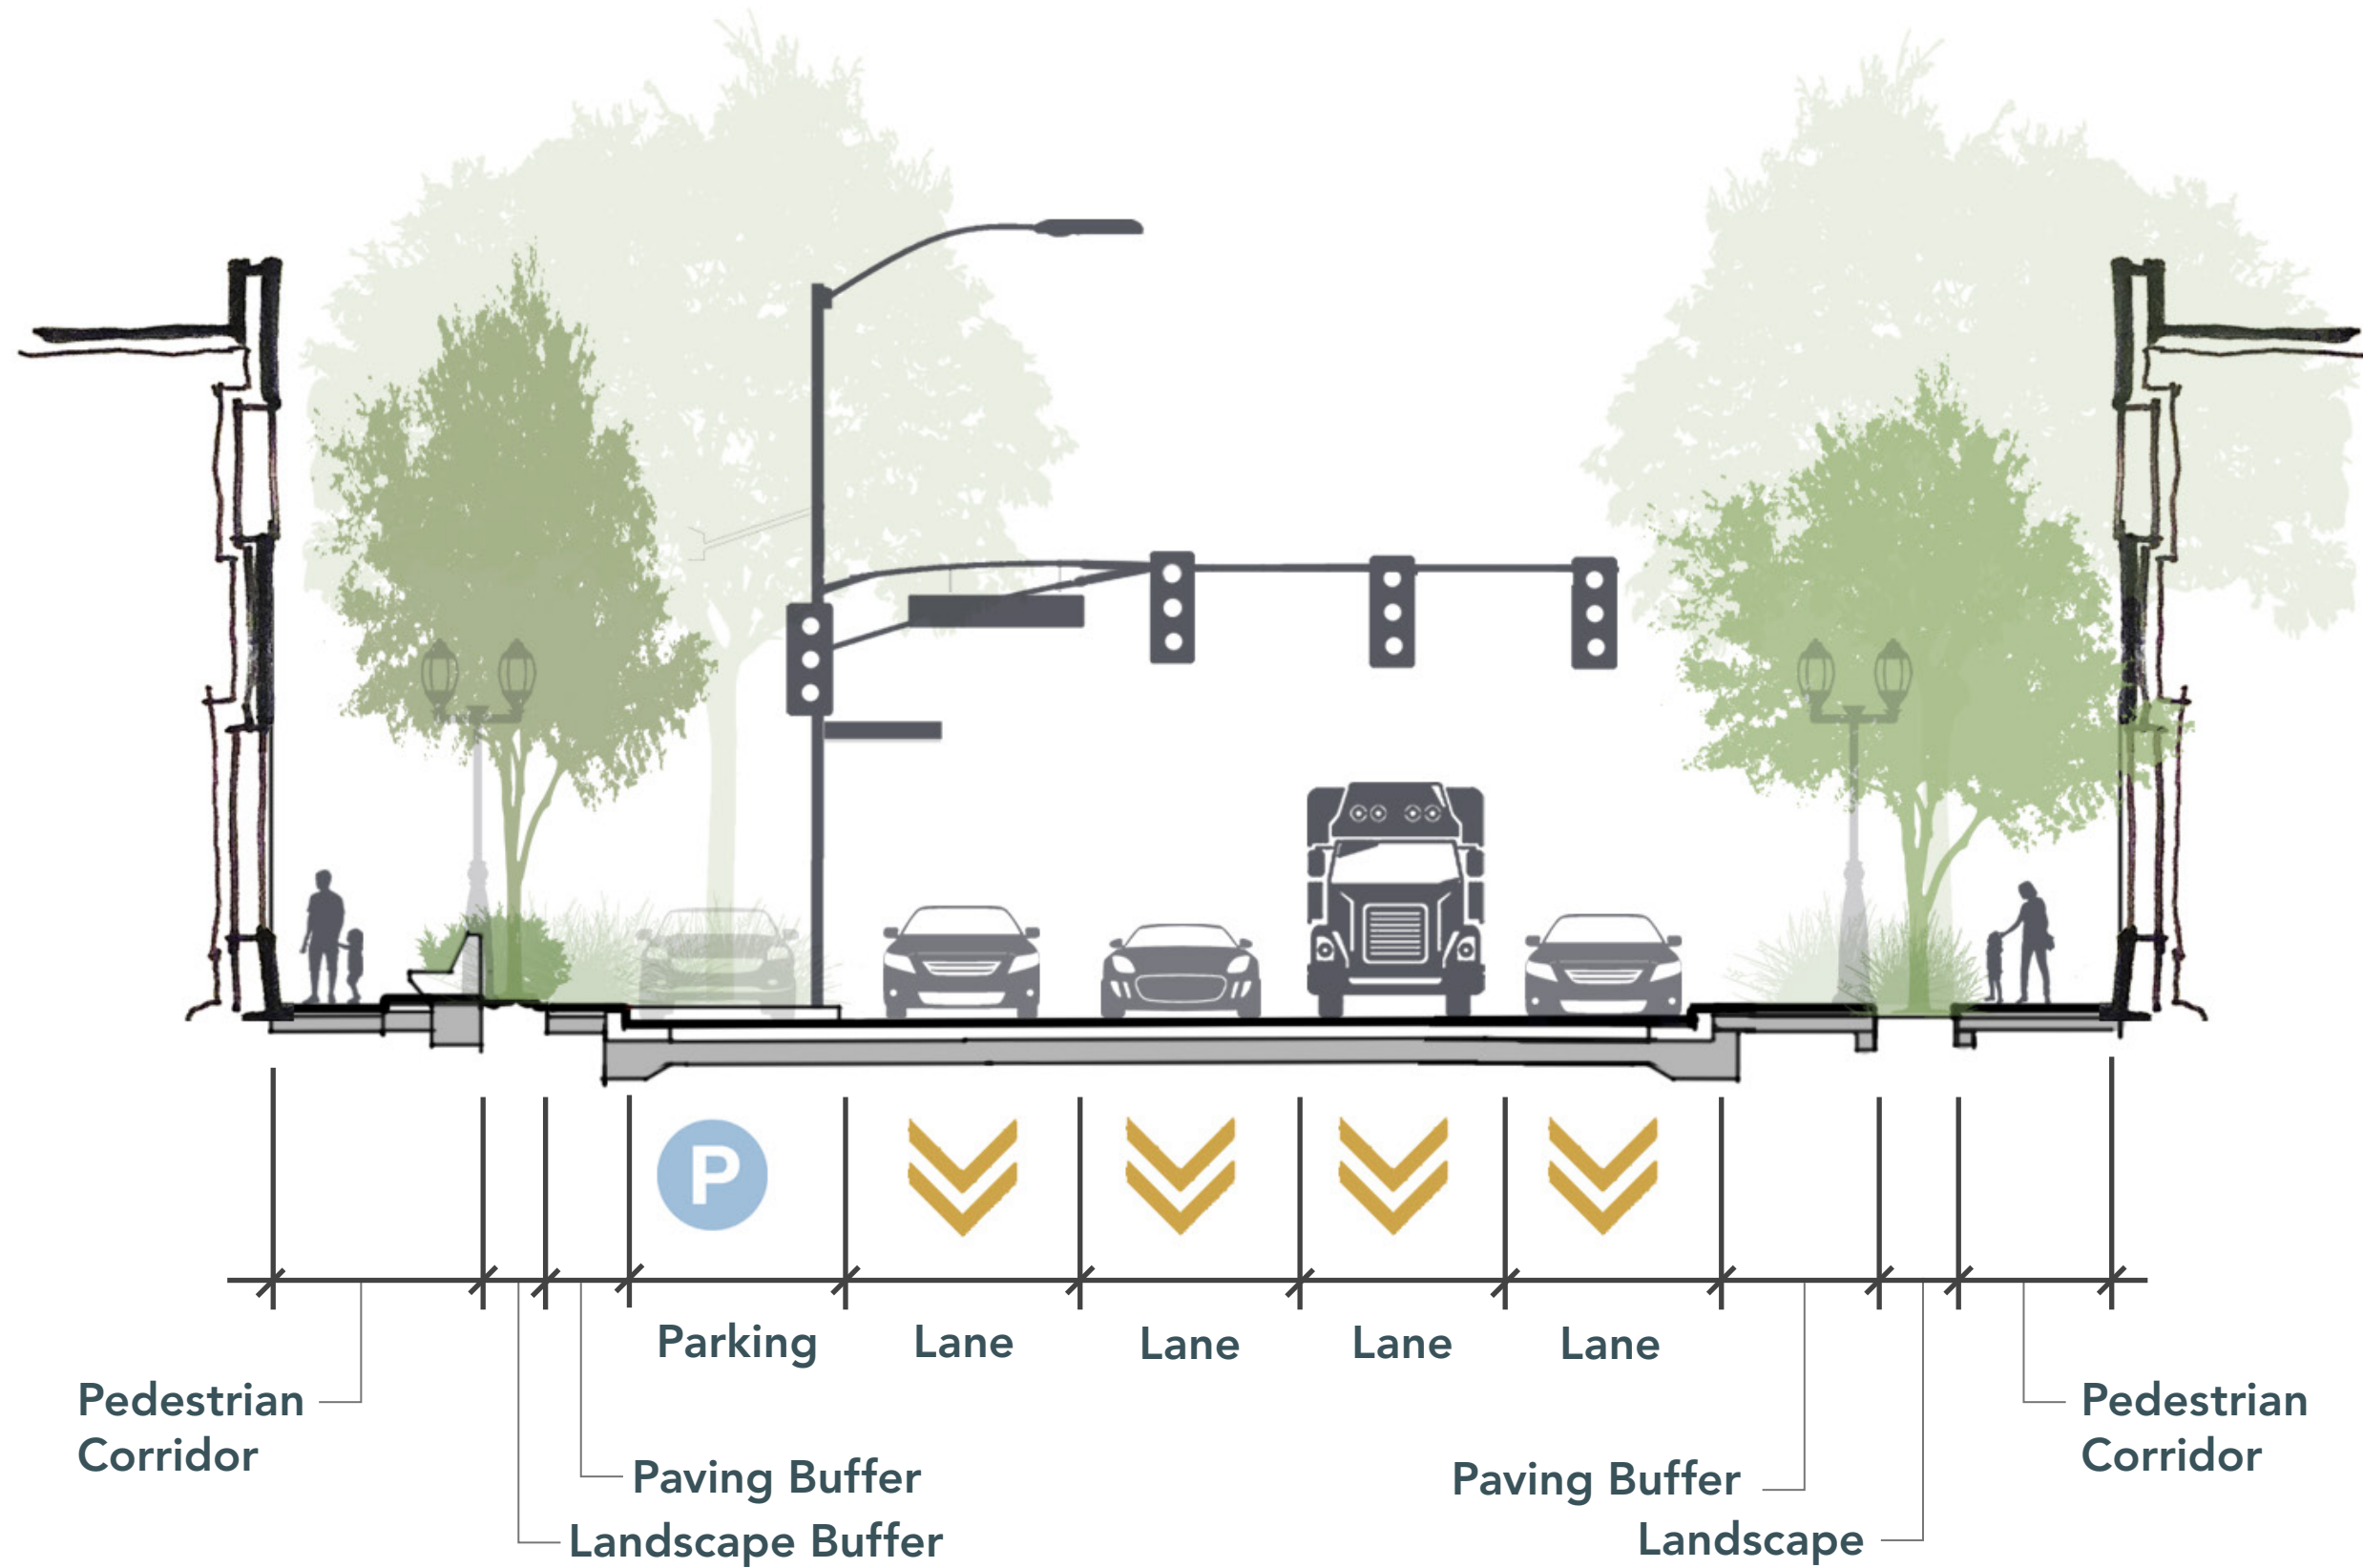 P
Parking
Lane
Lane
Lane
Lane
Pedestrian
Corridor
Pedestrian
Corridor
Paving Buffer
Paving Buffer
Landscape Buffer
Landscape